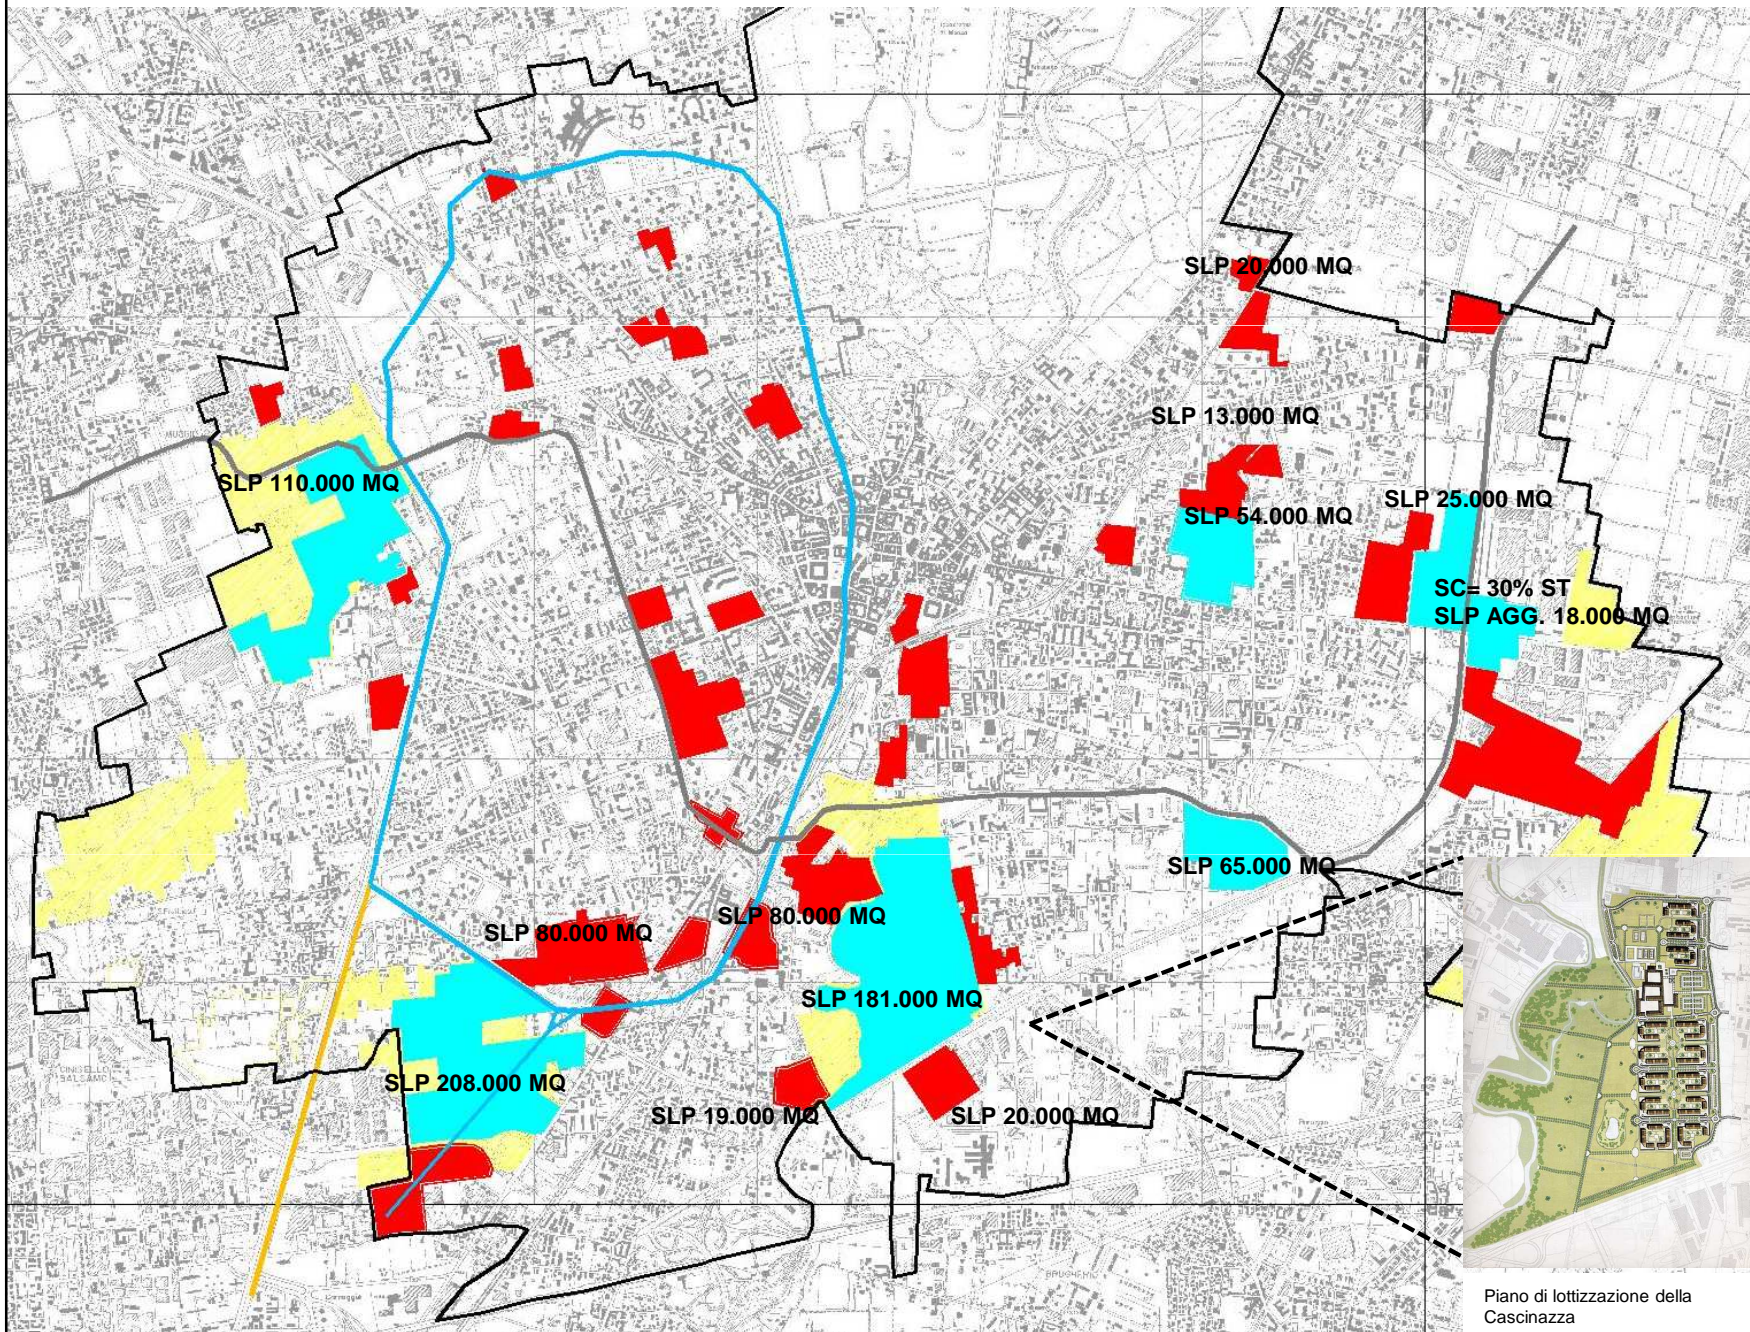 SLP 20.000 MQ
SLP 13.000 MQ
SLP 110.000 MQ
SLP 25.000 MQ
SLP 54.000 MQ
SC= 30% ST
SLP AGG. 18.000 MQ
SLP 65.000 MQ
SLP 80.000 MQ
SLP 80.000 MQ
SLP 181.000 MQ
SLP 208.000 MQ
SLP 19.000 MQ
SLP 20.000 MQ
Piano di lottizzazione della
Cascinazza